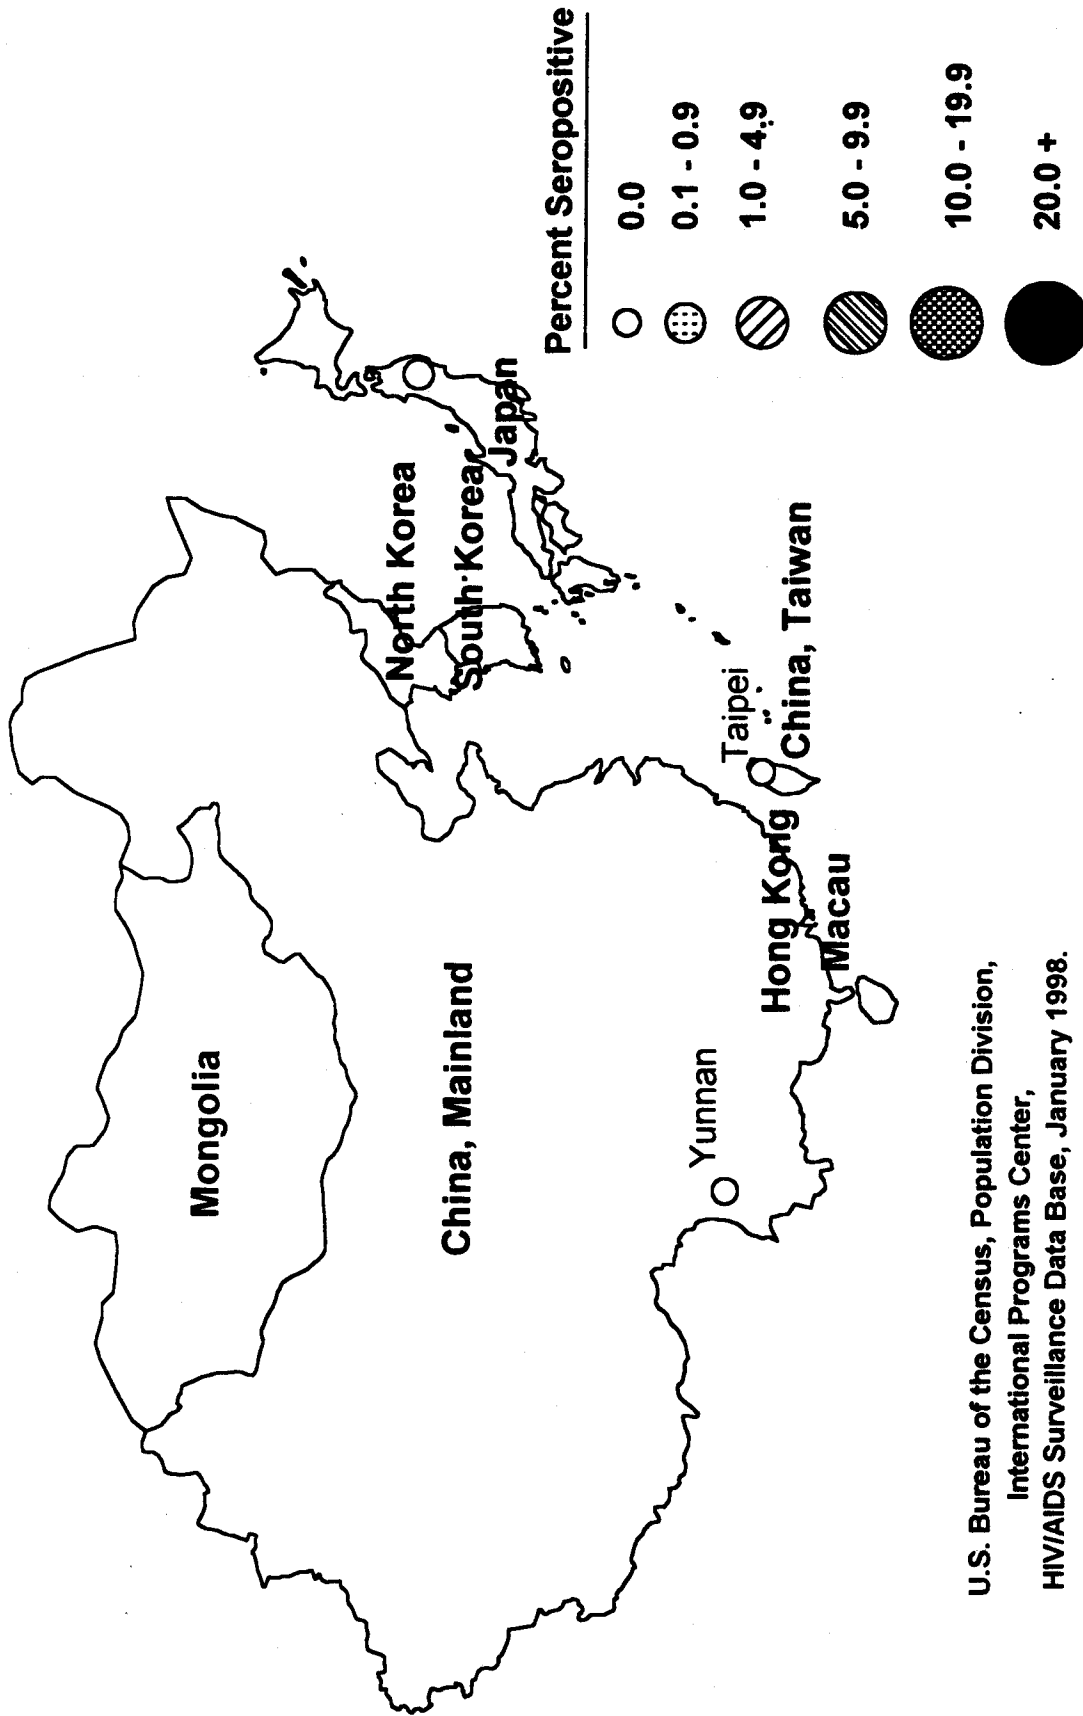 Mongolia
China, Mainland
North Korea
South Korea
Japan
Yunnan
Taipei
China, Taiwan
Hong Kong
Macau
Percent Seropositive
0.0
0.1 - 0.9
1.0 - 4.9
5.0 - 9.9
10.0 - 19.9
20.0 +
U.S. Bureau of the Census, Population Division,
International Programs Center,
HIV/AIDS Surveillance Data Base, January 1998.